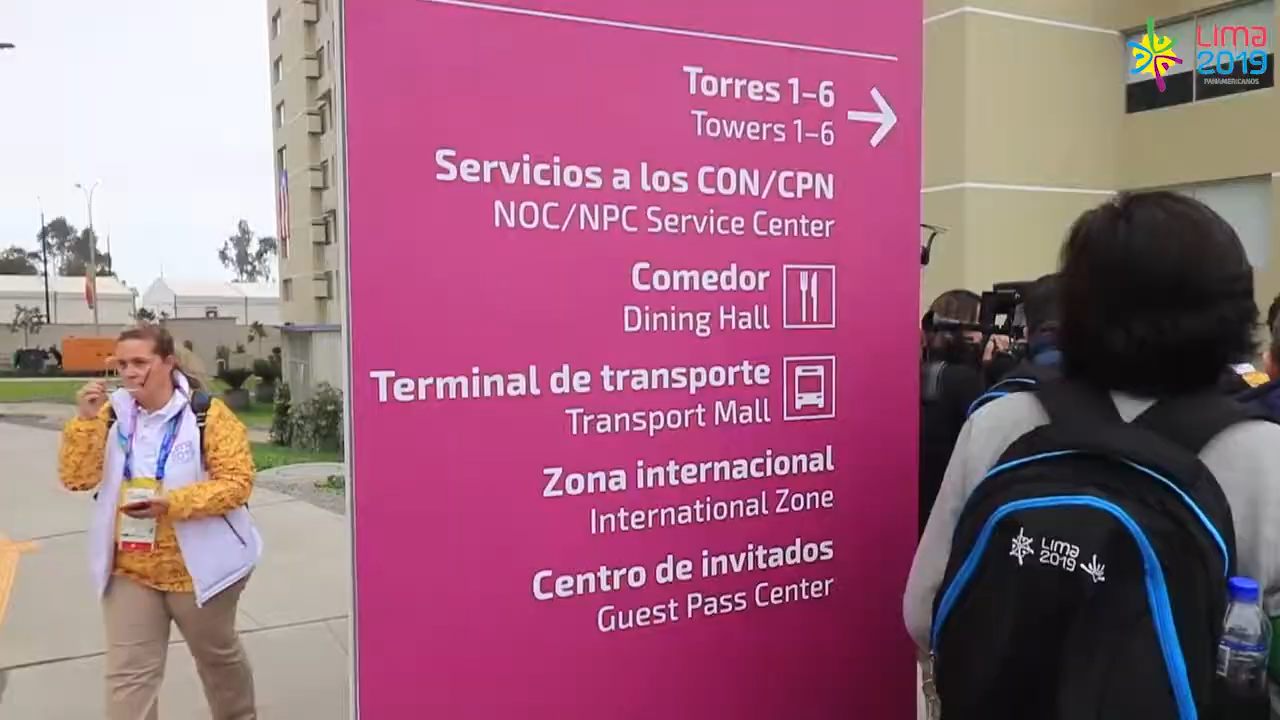 LIMA
2019
PANAMERICANOS
Torres 1–6
Towers 1–6
Servicios a los CON/CPN
NOC/NPC Service Center
Comedor
Dining Hall
Terminal de transporte
Transport Mall
Zona internacional
International Zone
Centro de invitados
Guest Pass Center
LIMA
2019